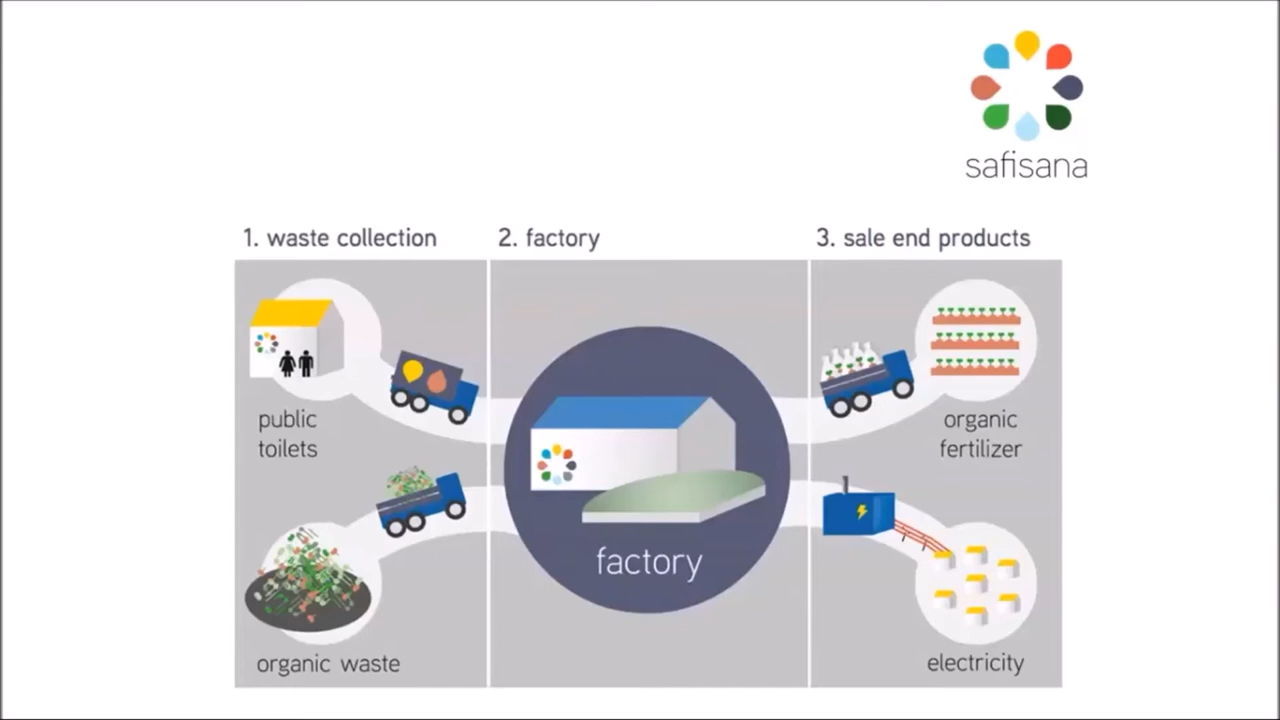 safisana
1. waste collection
2. factory
3. sale end products
public
toilets
organic
fertilizer
factory
organic waste
electricity